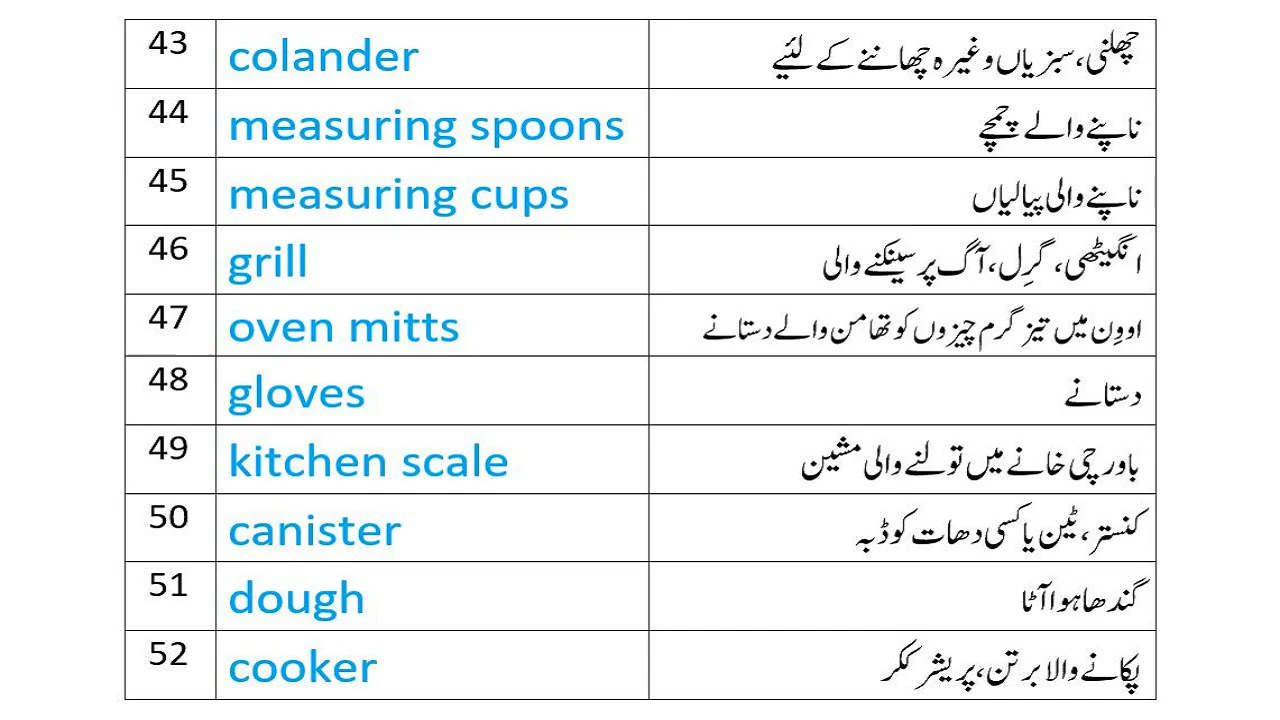 43 colander چھلنی، سبزیاں وغیرہ چھاننے کے لئیے
44 measuring spoons ناپنے والے چمچے
45 measuring cups ناپنے والی پیالیاں
46 grill انگیٹھی، گرِل، آگ پر سینکنے والی
47 oven mitts اووِن میں تیز گرم چیزوں کو تھامن والے دستانے
48 gloves دستانے
49 kitchen scale باورچی خانے میں تولنے والی مشین
50 canister کنستر، ٹین یا کسی دھات کو ڈبہ
51 dough گندھا ہوا آٹا
52 cooker پکانے والا برتن، پریشر ککر